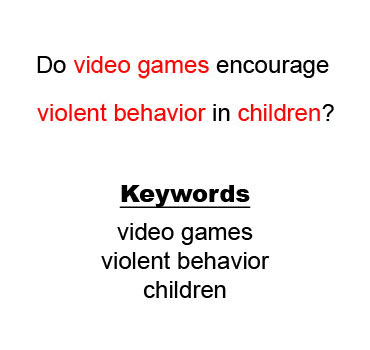 Do video games encourage
violent behavior in children?
Keywords
video games
violent behavior
children